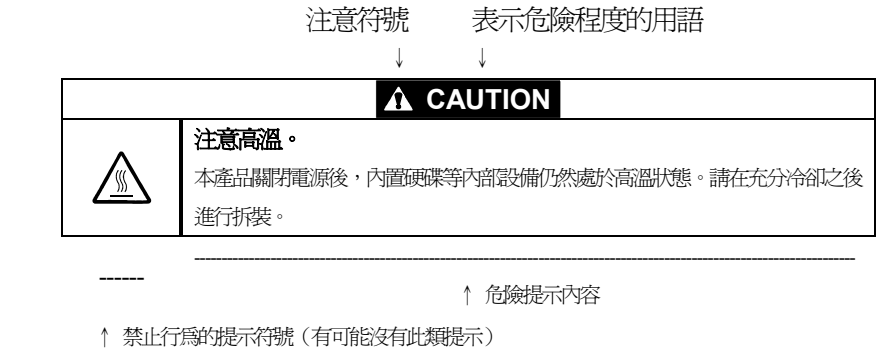 注意符號 表示危險程度的用語
↓ ↓
CAUTION
注意高溫。
本產品關閉電源後，內置硬碟等內部設備仍然處於高溫狀態。請在充分冷卻之後
進行拆裝。
------
↑ 危險提示內容
↑ 禁止行爲的提示符號（有可能沒有此類提示）